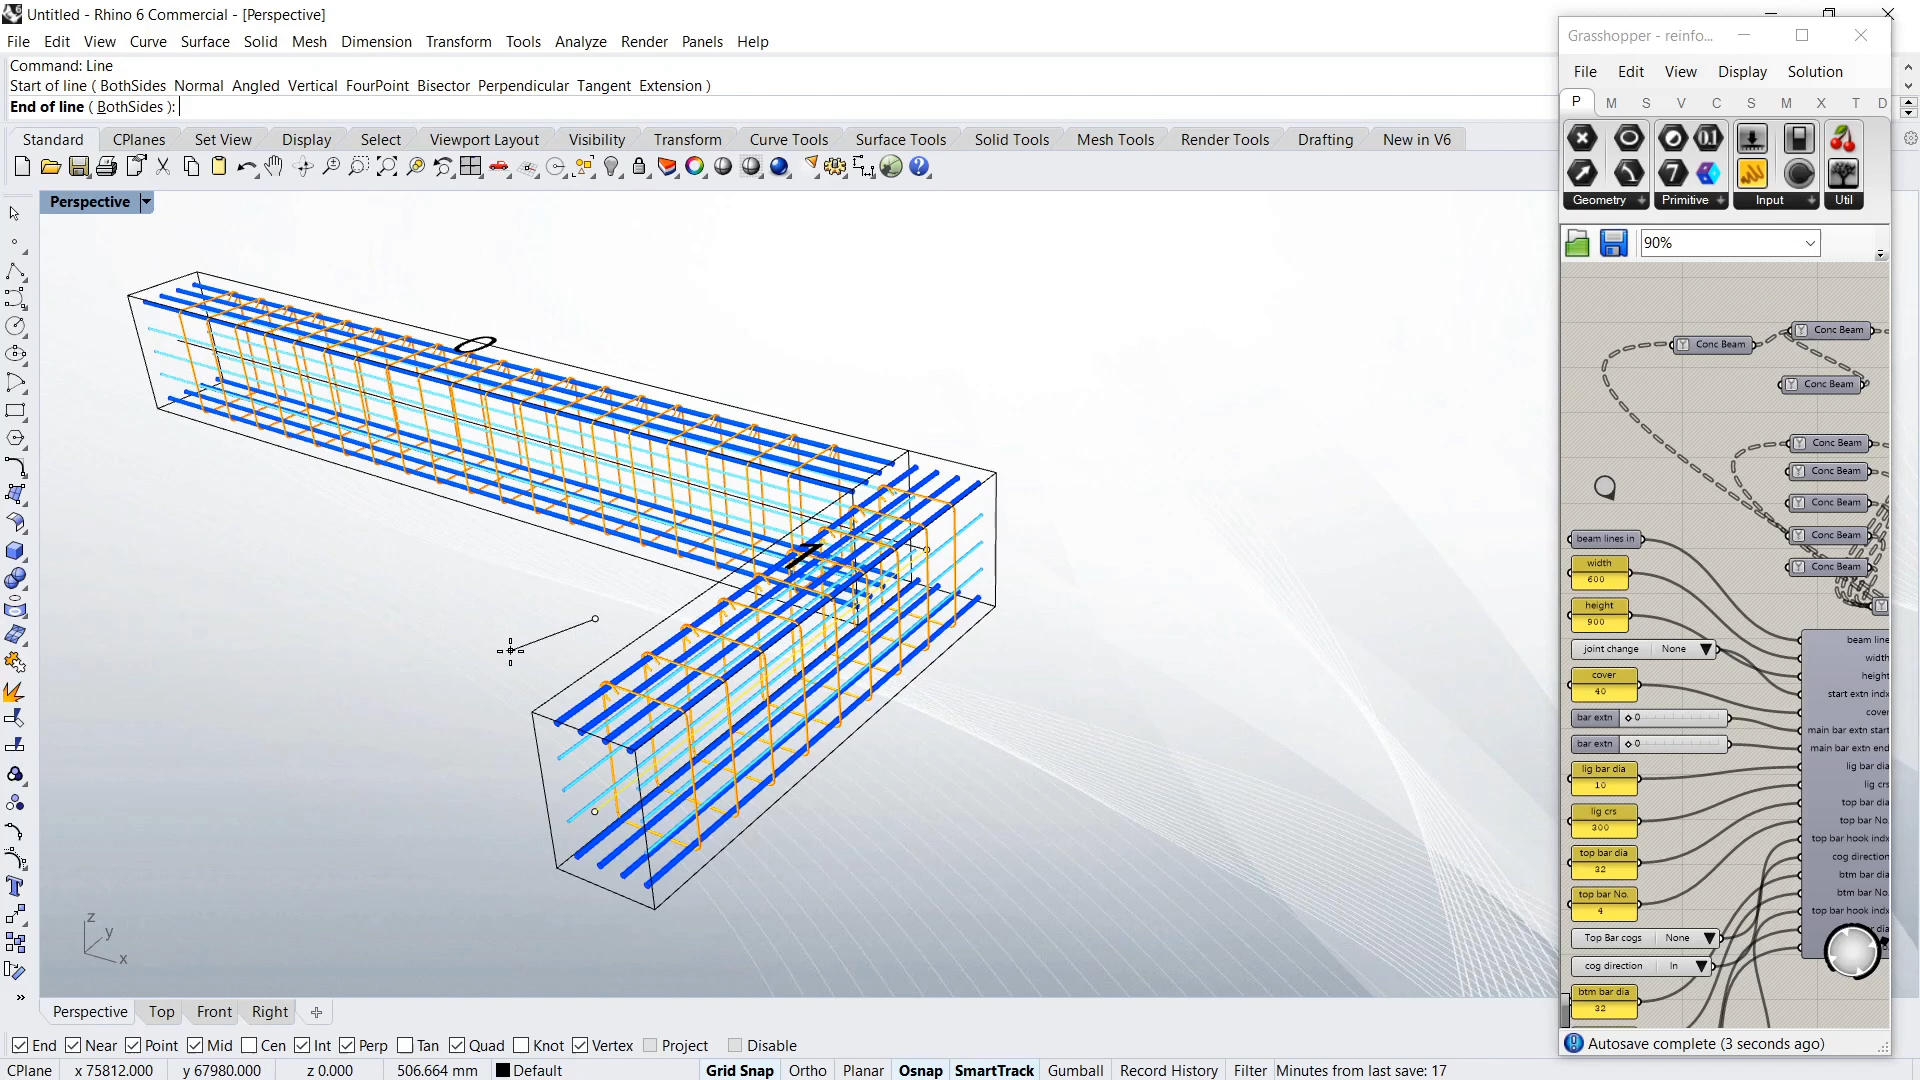 Untitled - Rhino 6 Commercial - [Perspective]
File Edit View Curve Surface Solid Mesh Dimension Transform Tools Analyze Render Panels Help
Command: Line
Start of line ( BothSides Normal Angled Vertical FourPoint Bisector Perpendicular Tangent Extension )
End of line ( BothSides ):
Standard CPlanes Set View Display Select Viewport Layout Visibility Transform Curve Tools Surface Tools Solid Tools Mesh Tools Render Tools Drafting New in V6
Perspective
0
1
z
y
x
Perspective Top Front Right
End Near Point Mid Cen Int Perp Tan Quad Knot Vertex Project Disable
CPlane x 75812.000 y 67980.000 z 0.000 506.664 mm Default Grid Snap Ortho Planar Osnap SmartTrack Gumball Record History Filter Minutes from last save: 17
Grasshopper - reinfo...
File Edit View Display Solution
P M S V C S M X T D
Geometry Primitive Input Util
90%
Conc Beam
Conc Beam
Conc Beam
Conc Beam
Conc Beam
Conc Beam
Conc Beam
Conc Beam
beam lines in
width
600
height
900
joint change None
cover
40
bar extn 0
bar extn 0
lig bar dia
10
lig crs
300
top bar dia
32
top bar No.
4
Top Bar cogs None
cog direction In
btm bar dia
32
beam line
width
height
start extn indx
cover
main bar extn start
main bar extn end
lig bar dia
lig crs
top bar dia
top bar No.
top bar hook indx
cog direction
btm bar dia
btm bar No.
top bar hook indx
Autosave complete (3 seconds ago)